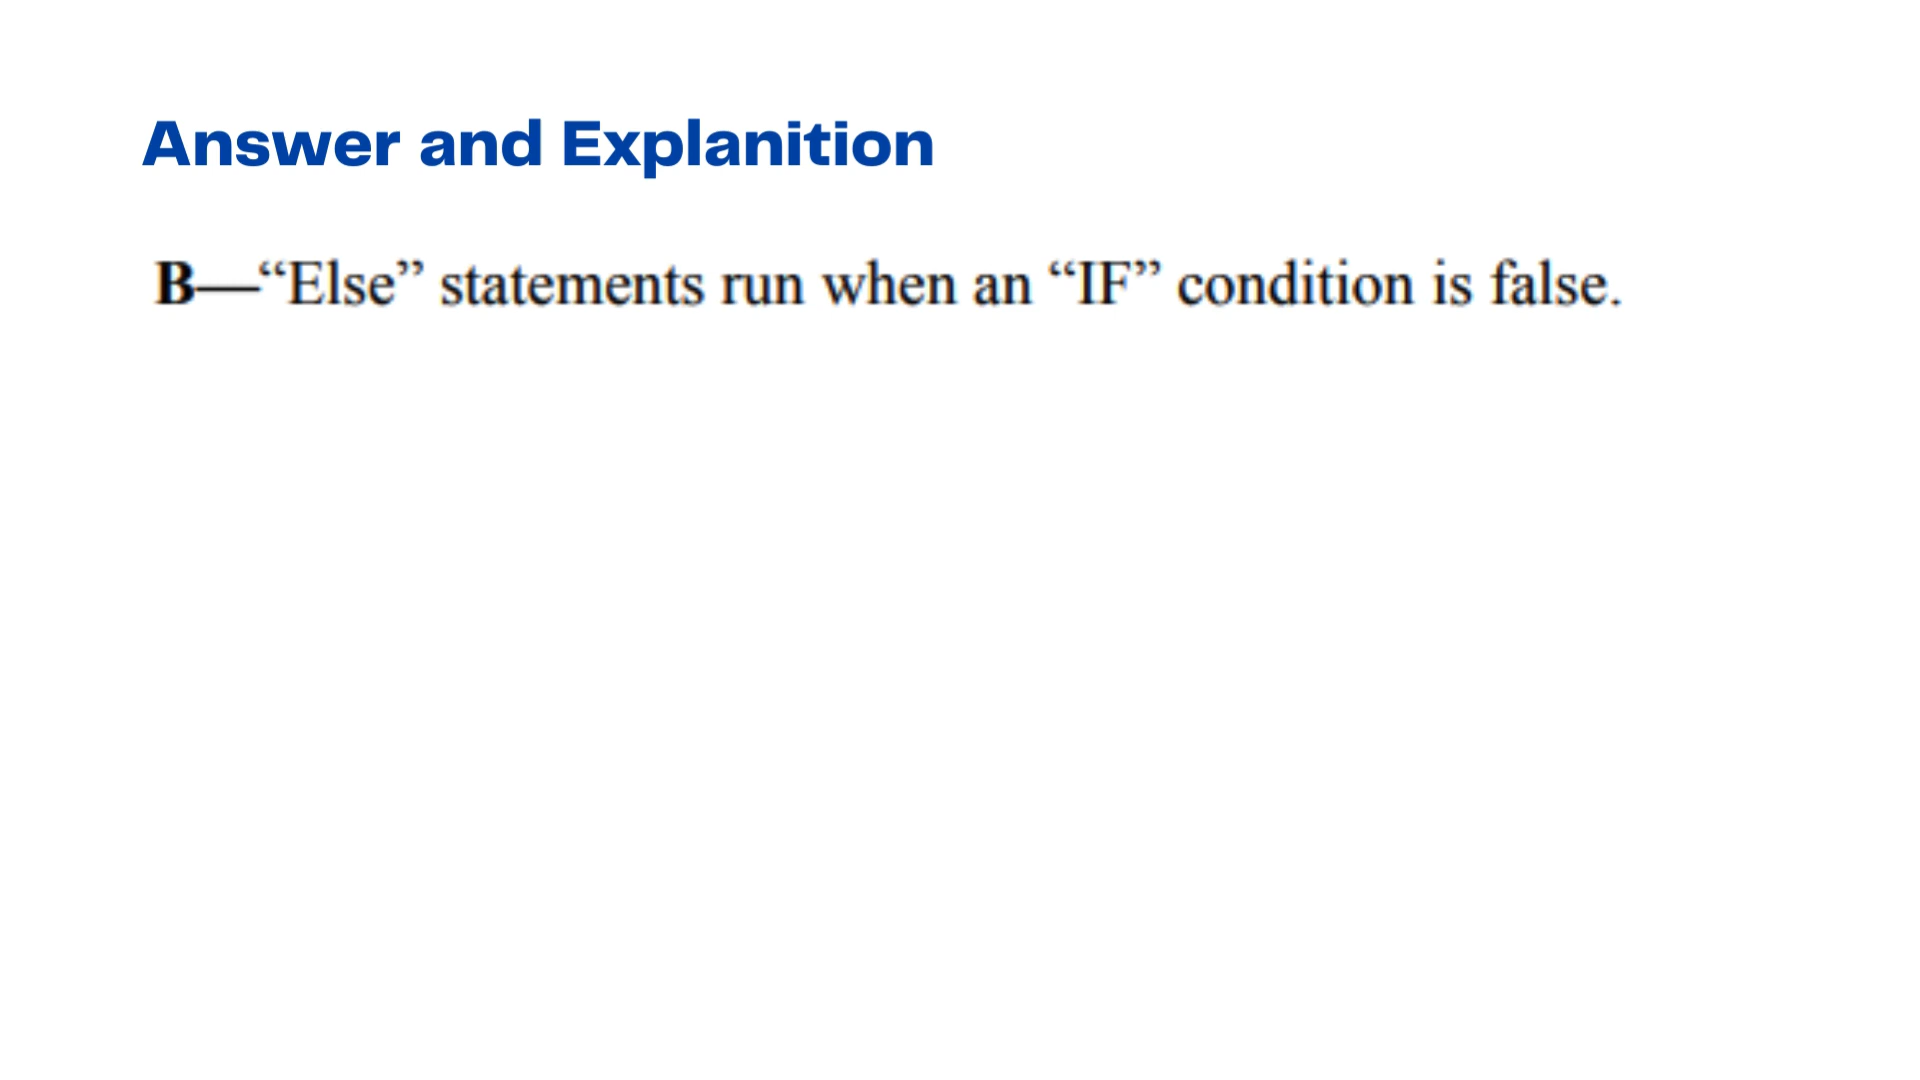 Answer and Explanition
B—“Else” statements run when an “IF” condition is false.